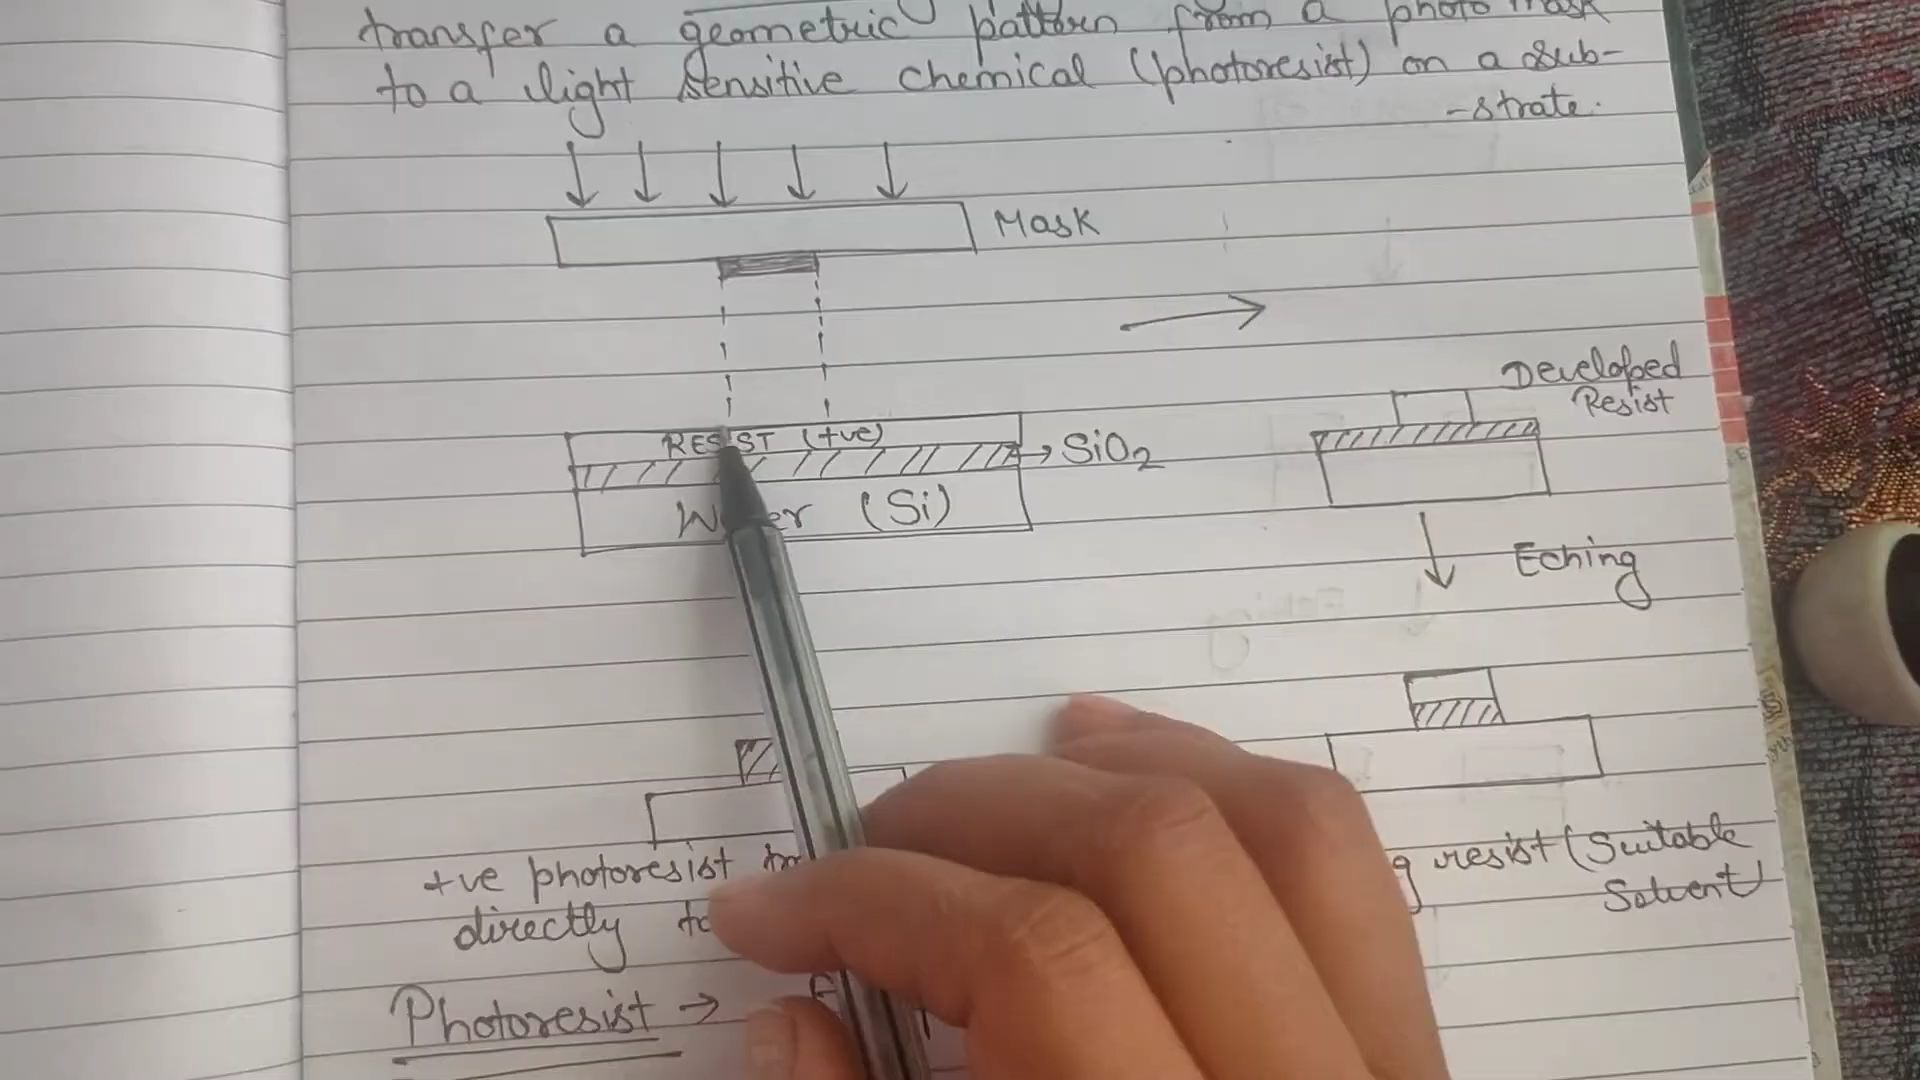 transfer a geometric pattern from a photo mask
to a light sensitive chemical (photoresist) on a sub-
-strate.
Mask
Developed
Resist
RESIST (+ve)
→ SiO2
(Si)
Eching
+ve photoresist
directly
resist (Suitable
Solvent)
Photoresist →